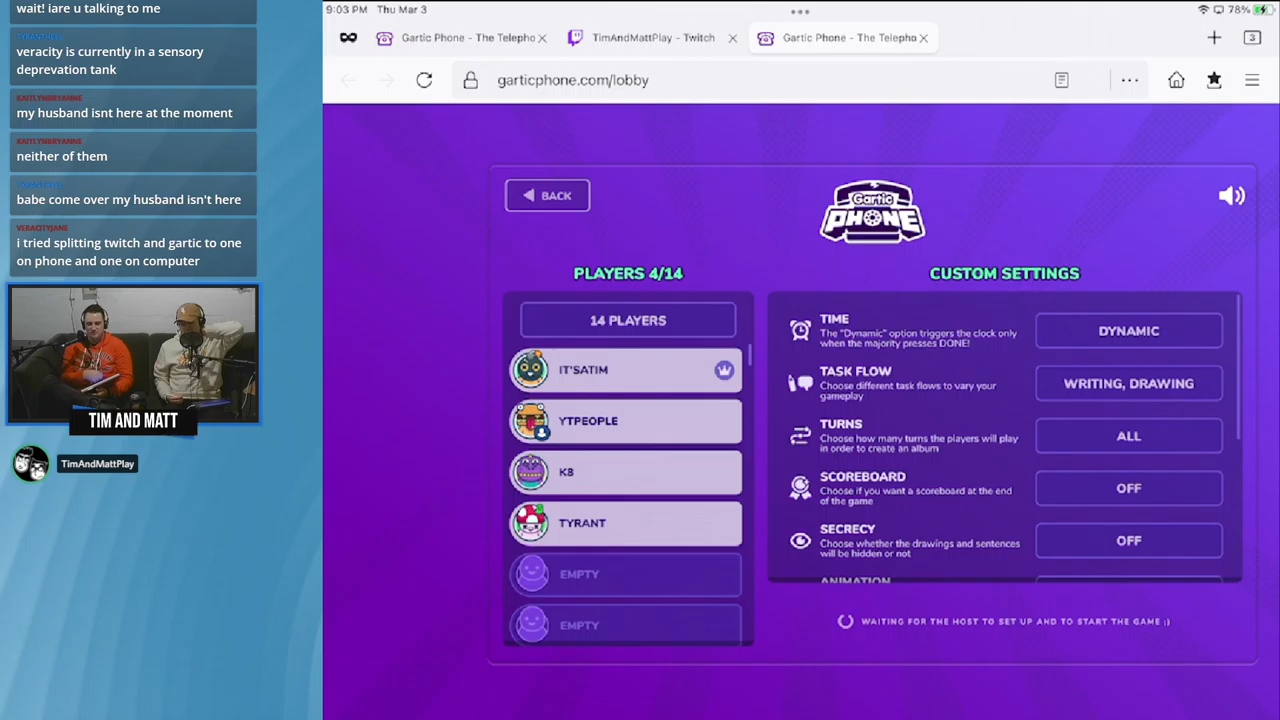 wait! iare u talking to me
veracity is currently in a sensory
deprevation tank
KAITLYNBRYANNE
my husband isnt here at the moment
KAITLYNBRYANNE
neither of them
babe come over my husband isn't here
VERACITYJANE
i tried splitting twitch and gartic to one
on phone and one on computer
TIM AND MATT
TimAndMattPlay
9:03 PM Thu Mar 3
78%
Gartic Phone - The Telepho
TimAndMattPlay - Twitch
Gartic Phone - The Telepho
3
garticphone.com/lobby
BACK
Gartic
PHONE
PLAYERS 4/14
14 PLAYERS
IT'SATIM
YTPEOPLE
K8
TYRANT
EMPTY
EMPTY
CUSTOM SETTINGS
TIME
The "Dynamic" option triggers the clock only
when the majority presses DONE!
DYNAMIC
TASK FLOW
Choose different task flows to vary your
gameplay
WRITING, DRAWING
TURNS
Choose how many turns the players will play
in order to create an album
ALL
SCOREBOARD
Choose if you want a scoreboard at the end
of the game
OFF
SECRECY
Choose whether the drawings and sentences
will be hidden or not
OFF
ANIMATION
WAITING FOR THE HOST TO SET UP AND TO START THE GAME :)